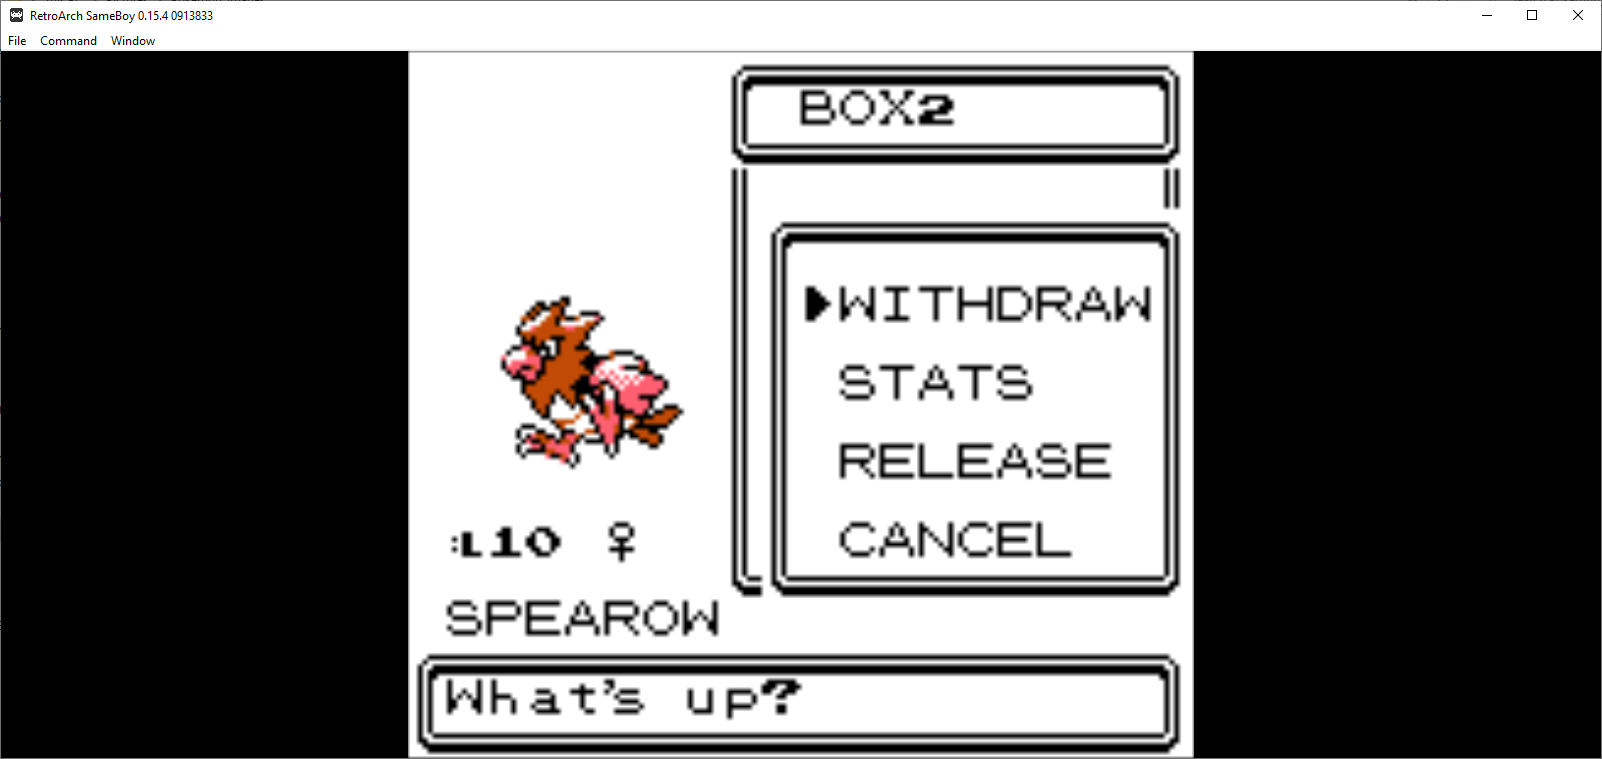 RetroArch SameBoy 0.15.4 0913833
File Command Window
BOX2
▶WITHDRAW
STATS
RELEASE
CANCEL
:L10 ♀
SPEAROW
What's up?